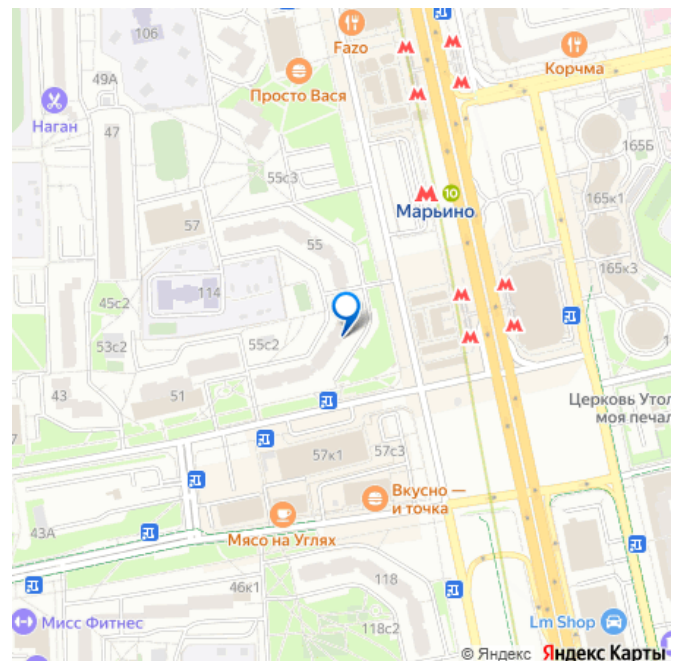 106
Fazo
Корчма
49А
Просто Вася
Наган
47
165Б
55с3
165к1
10
Марьино
57
55
165к3
114
45с2
53с2
55с2
43
51
Церковь Утол
моя печал
57к1
57с3
Вкусно —
и точка
43А
Мясо на Углях
46к1
118
Мисс Фитнес
118с2
Lm Shop
© Яндекс Яндекс Карты